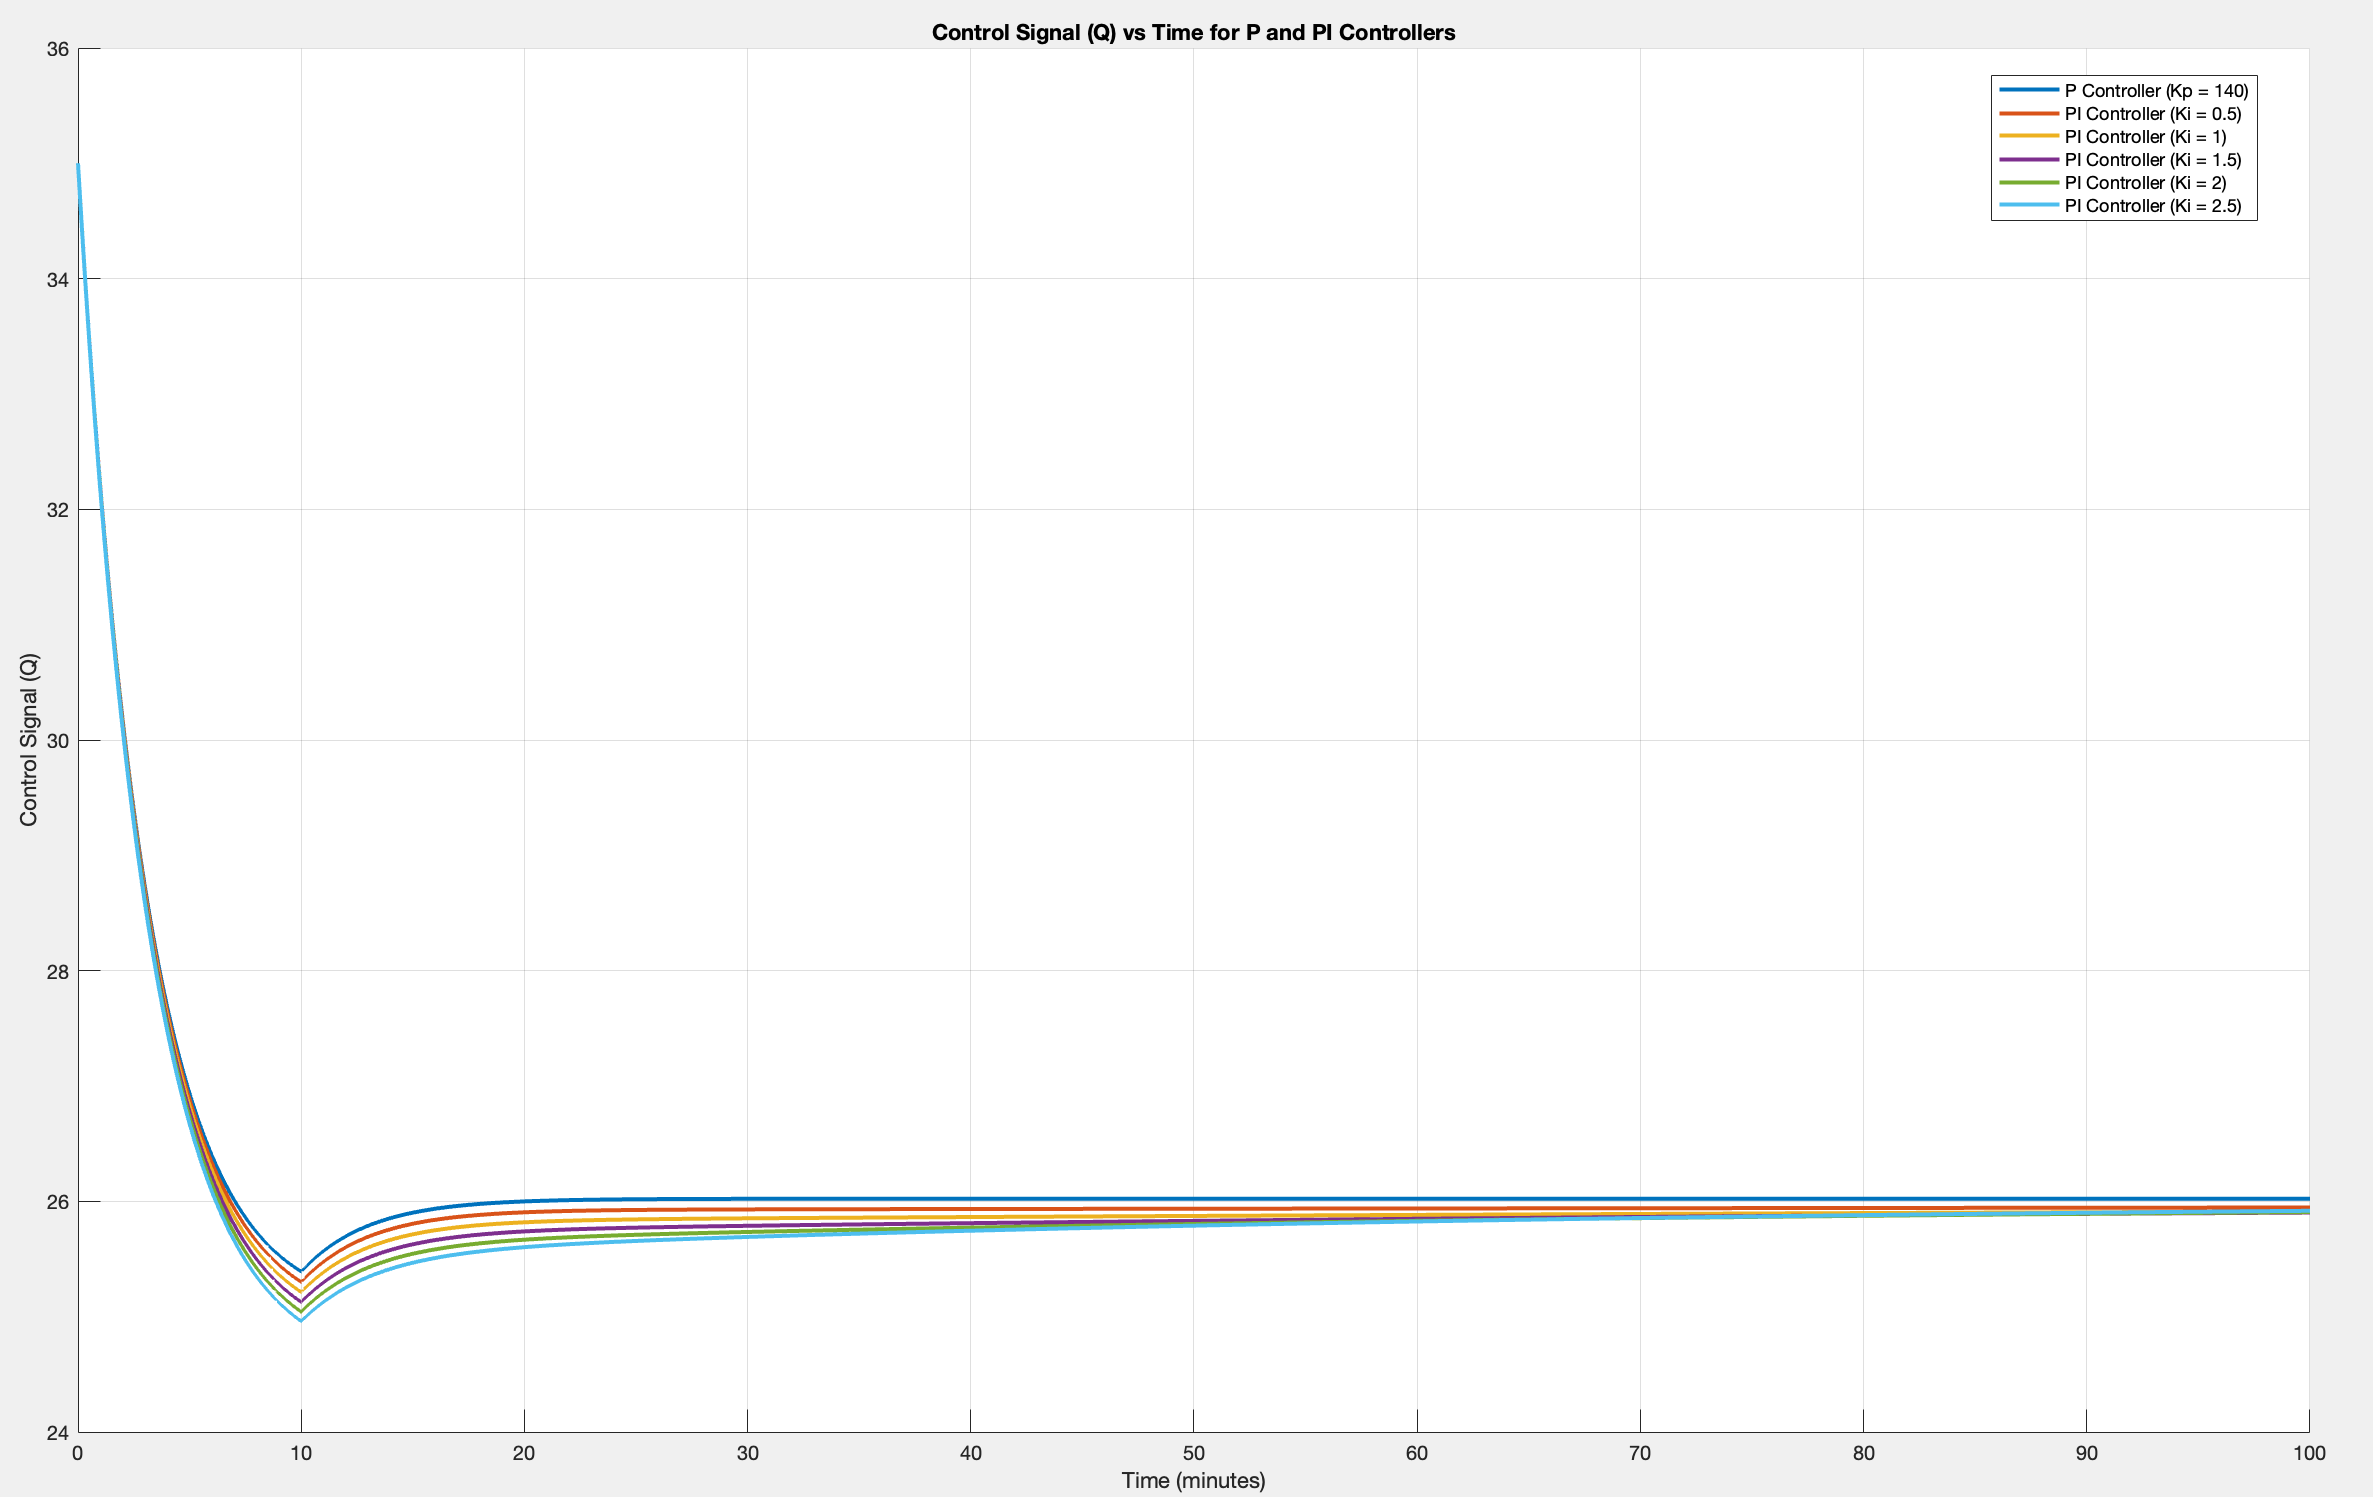 Control Signal (Q) vs Time for P and PI Controllers
36
34
32
30
28
26
24
Control Signal (Q)
P Controller (Kp = 140)
PI Controller (Ki = 0.5)
PI Controller (Ki = 1)
PI Controller (Ki = 1.5)
PI Controller (Ki = 2)
PI Controller (Ki = 2.5)
0 10 20 30 40 50 60 70 80 90 100
Time (minutes)